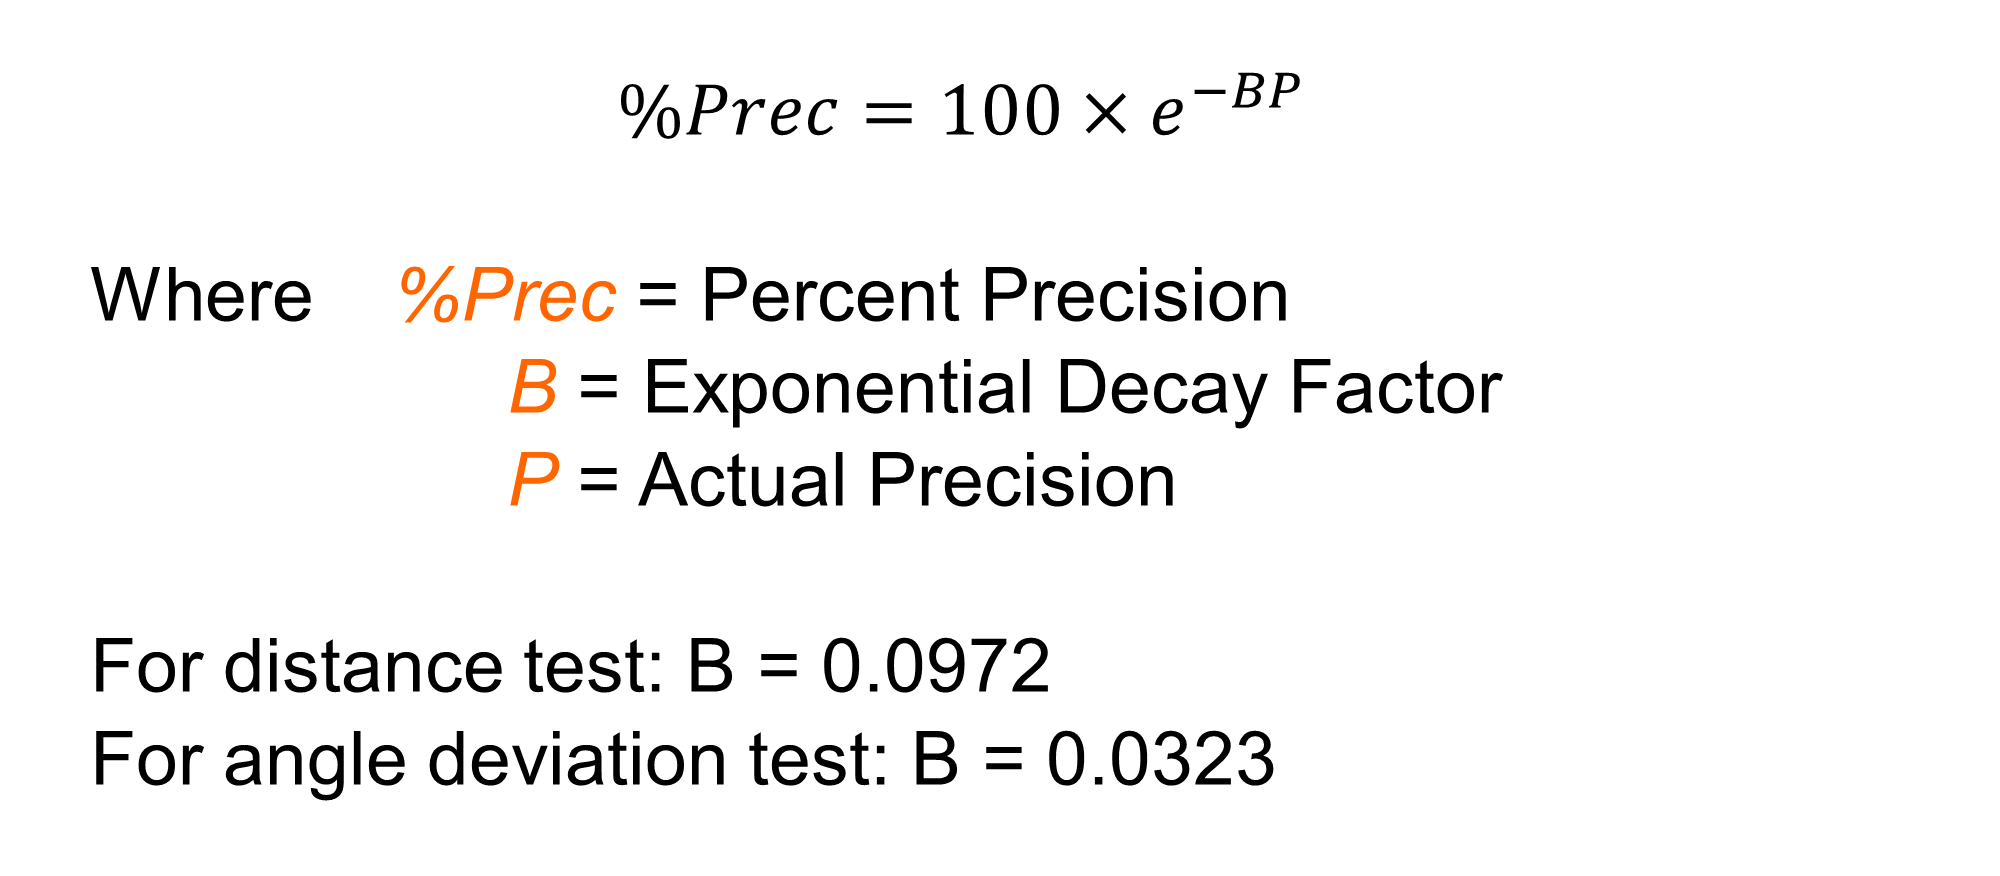 %Prec = 100 × e^{−BP}
Where %Prec = Percent Precision
B = Exponential Decay Factor
P = Actual Precision
For distance test: B = 0.0972
For angle deviation test: B = 0.0323